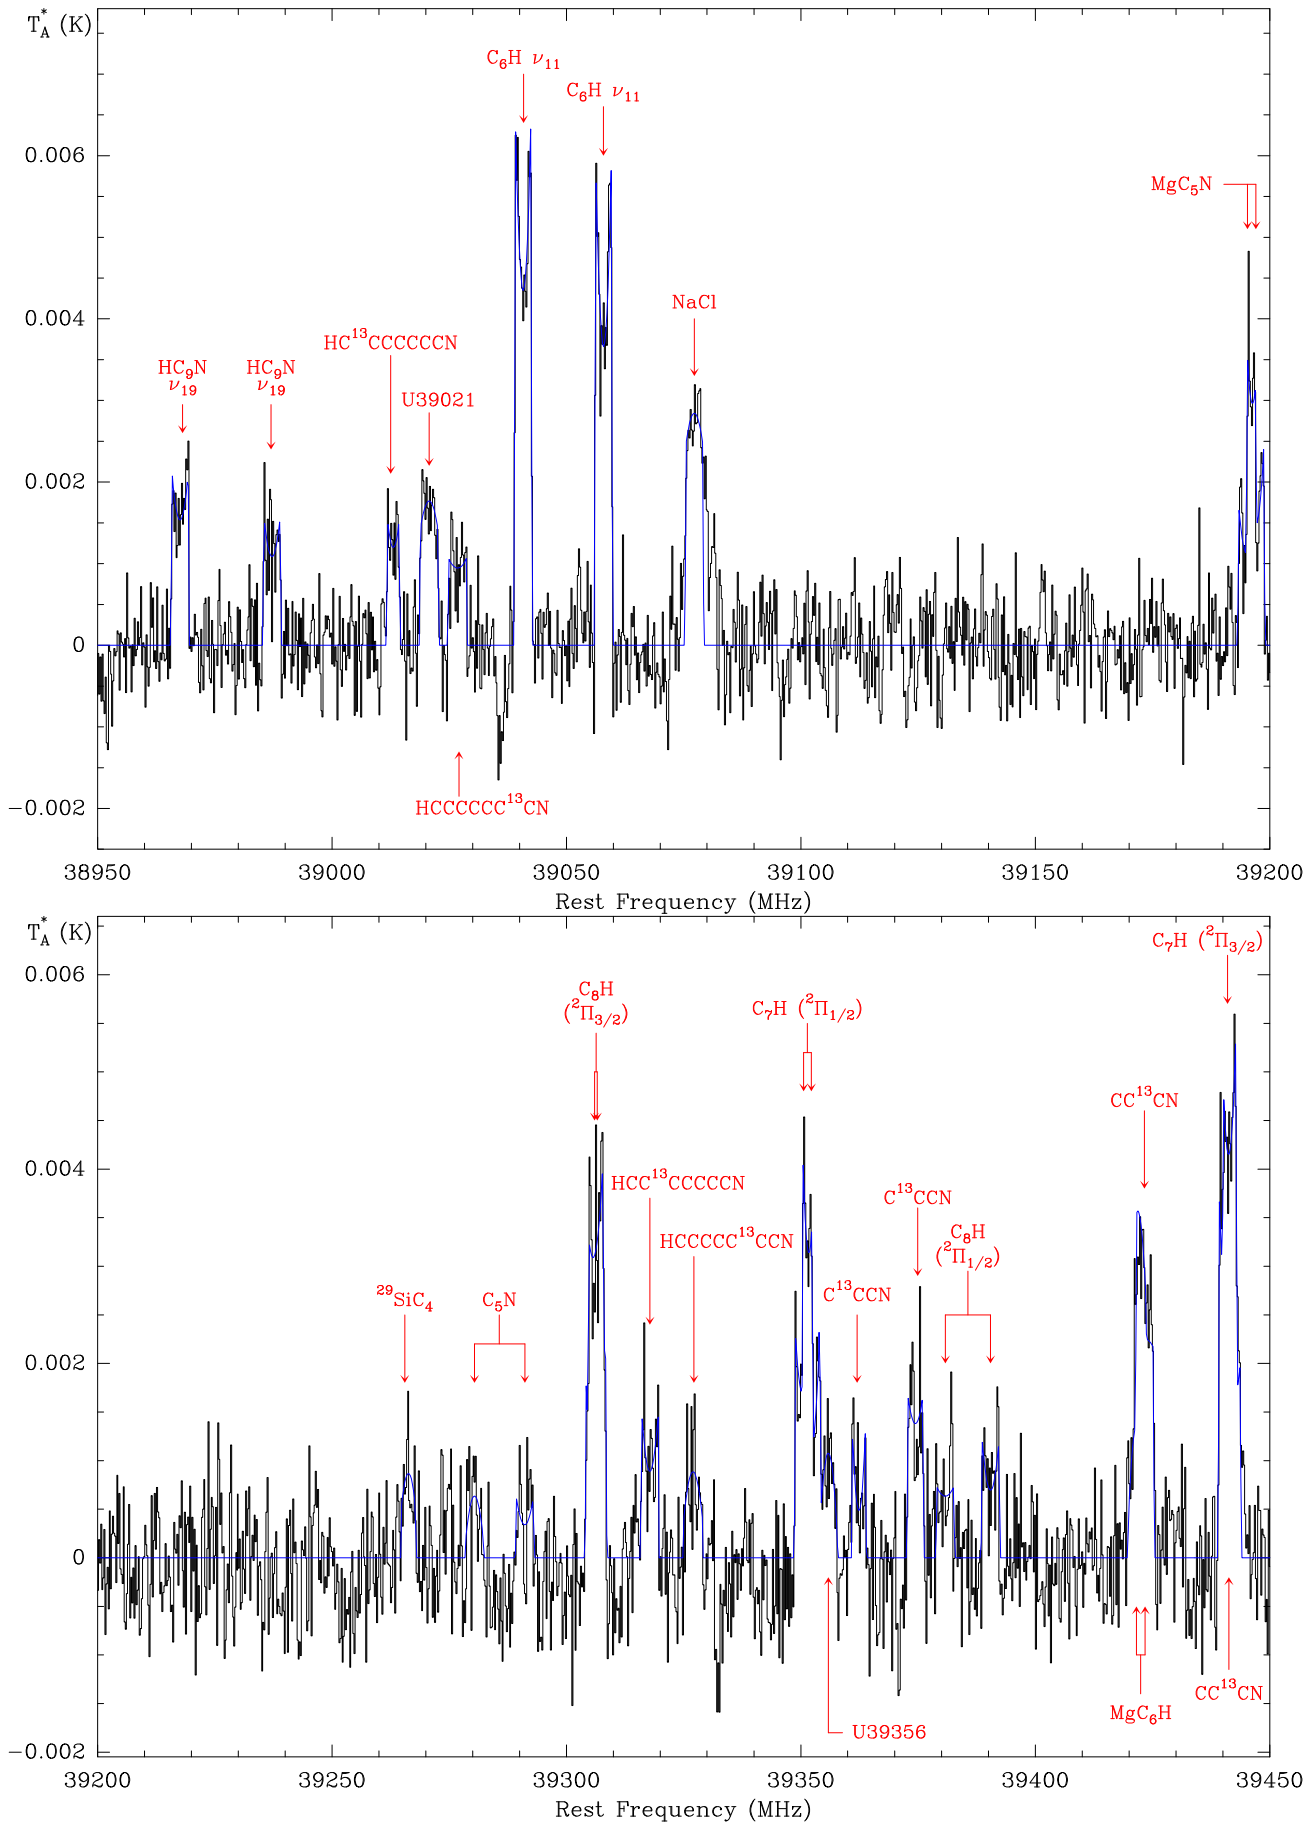 T*A (K)
C6H ν11
C6H ν11
0.006
MgC5N
0.004
NaCl
HC13CCCCCCN
HC9N
ν19
HC9N
ν19
U39021
0.002
0
HCCCCCC13CN
−0.002
38950 39000 39050 39100 39150 39200
Rest Frequency (MHz)
T*A (K)
C7H (2Π3/2)
0.006
C8H
(2Π3/2)
C7H (2Π1/2)
CC13CN
0.004
HCC13CCCCCN
C13CCN
HCCCCC13CCN
C8H
(2Π1/2)
29SiC4
C5N
C13CCN
0.002
0
CC13CN
MgC6H
U39356
−0.002
39200 39250 39300 39350 39400 39450
Rest Frequency (MHz)